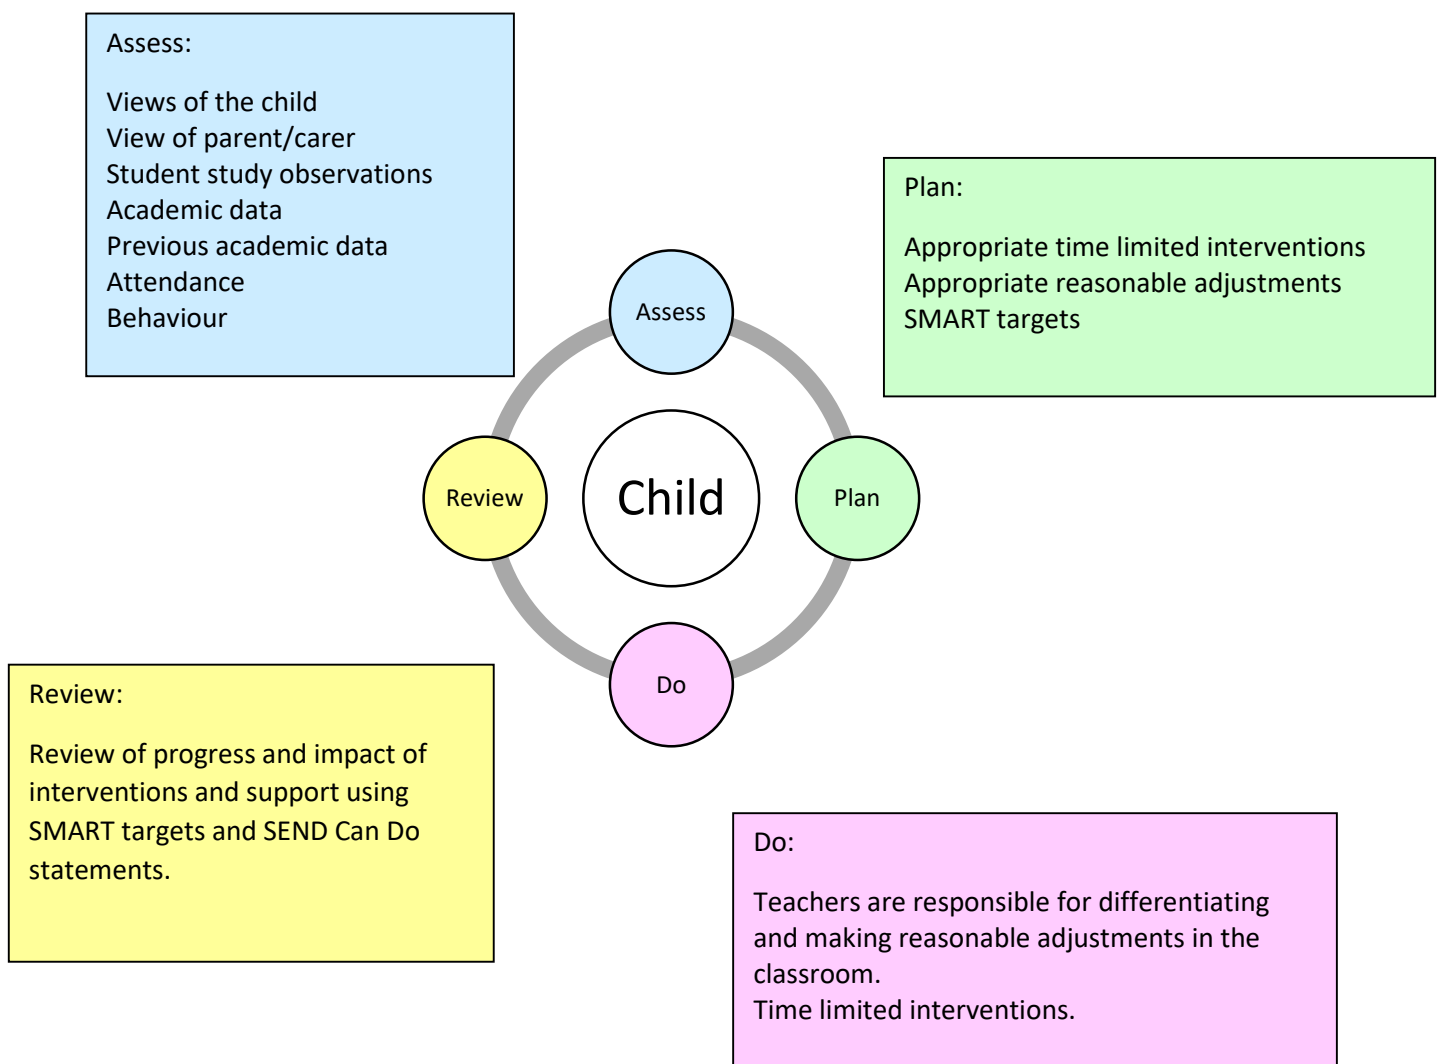 Assess:
Views of the child
View of parent/carer
Student study observations
Academic data
Previous academic data
Attendance
Behaviour
Plan:
Appropriate time limited interventions
Appropriate reasonable adjustments
SMART targets
Assess
Review
Child
Plan
Do
Review:
Review of progress and impact of
interventions and support using
SMART targets and SEND Can Do
statements.
Do:
Teachers are responsible for differentiating
and making reasonable adjustments in the
classroom.
Time limited interventions.